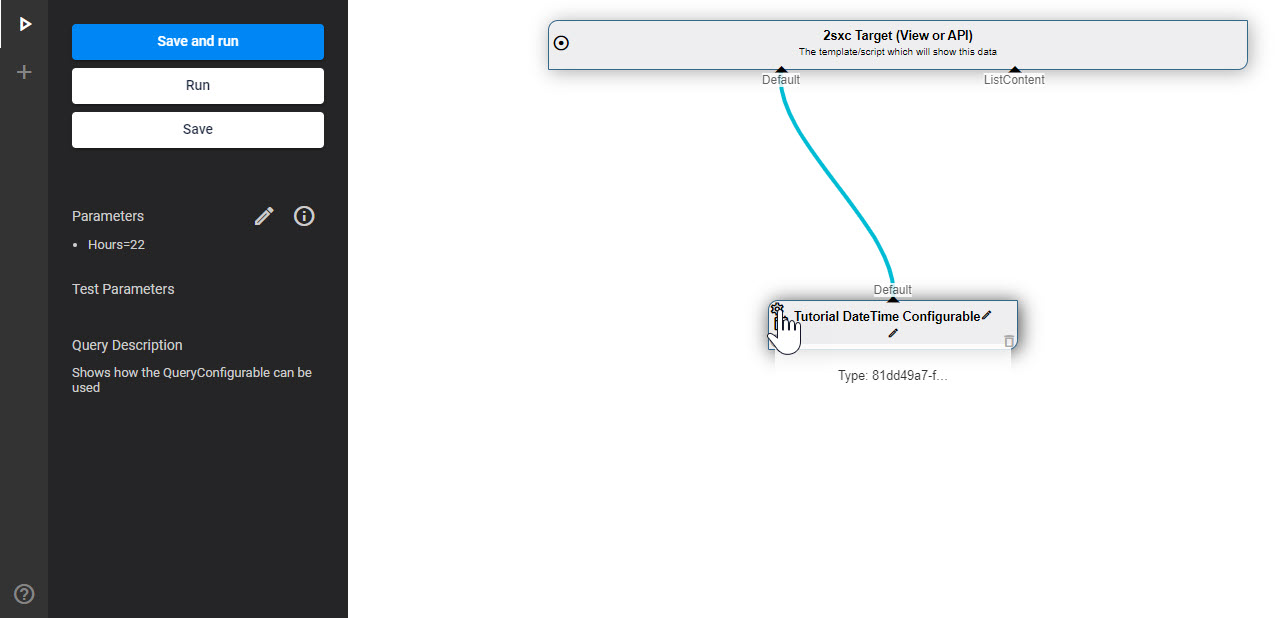 Save and run
Run
Save
Parameters
• Hours=22
Test Parameters
Query Description
Shows how the QueryConfigurable can be
used
2sxc Target (View or API)
The template/script which will show this data
Default
ListContent
Default
Tutorial DateTime Configurable
Type: 81dd49a7-f...